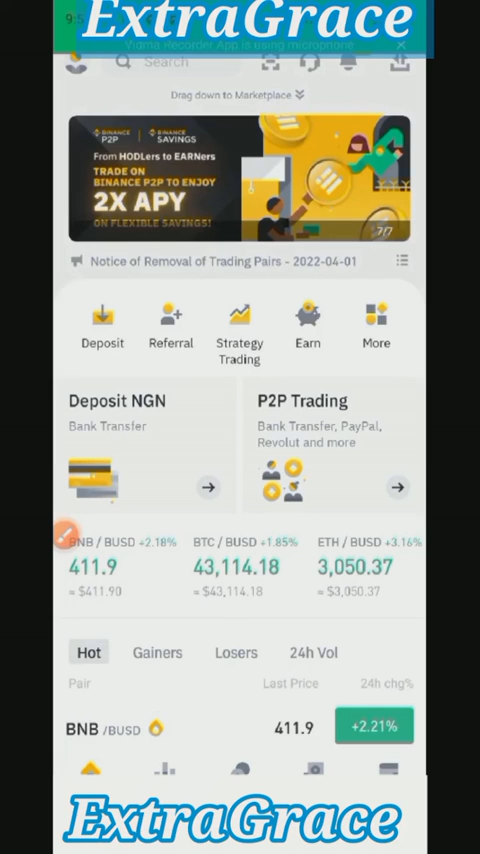 ExtraGrace
Vidma Recorder App is using microphone
Search
Drag down to Marketplace
BINANCE P2P | BINANCE SAVINGS
From HODLers to EARNers
TRADE ON
BINANCE P2P TO ENJOY
2X APY
ON FLEXIBLE SAVINGS!
7/7
Notice of Removal of Trading Pairs - 2022-04-01
Deposit Referral Strategy Trading Earn More
Deposit NGN
Bank Transfer
P2P Trading
Bank Transfer, PayPal,
Revolut and more
BNB / BUSD +2.18% BTC / BUSD +1.85% ETH / BUSD +3.16%
411.9 43,114.18 3,050.37
≈ $411.90 ≈ $43,114.18 ≈ $3,050.37
Hot Gainers Losers 24h Vol
Pair Last Price 24h chg%
BNB /BUSD 411.9 +2.21%
ExtraGrace